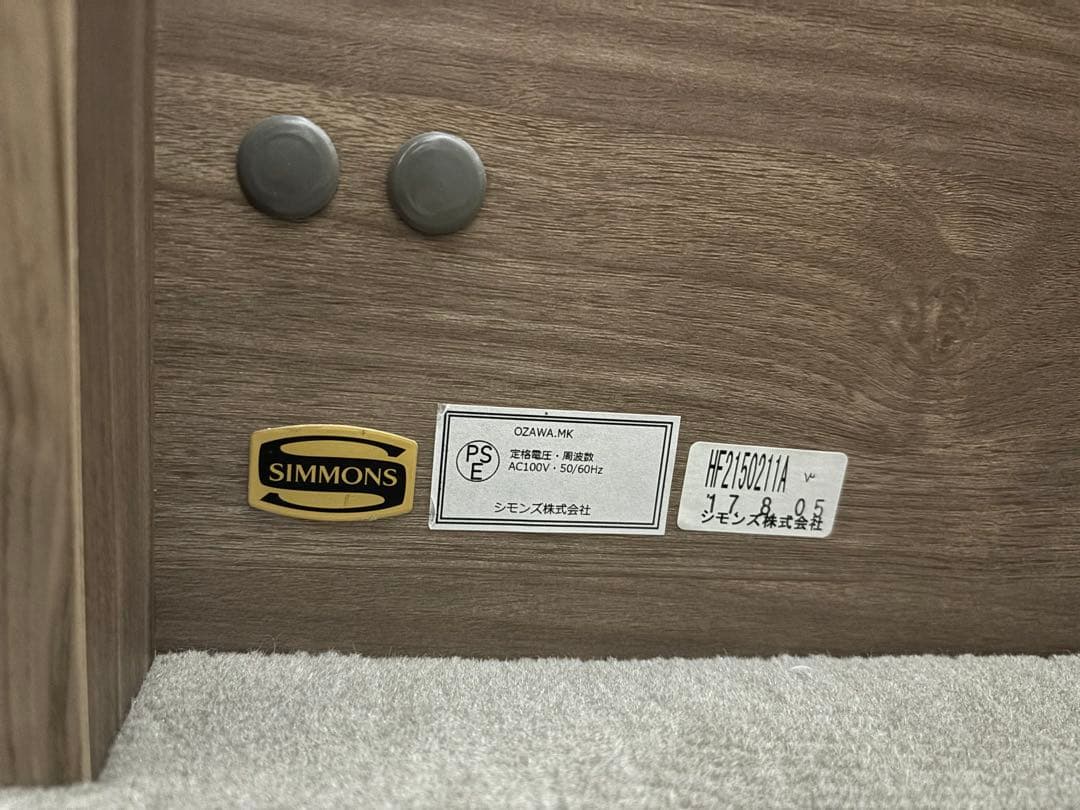 SIMMONS
OZAWA.MK
PS
E
定格電圧・周波数
AC100V・50/60Hz
シモンズ株式会社
HF2150211A
'17. 8. 05
シモンズ株式会社